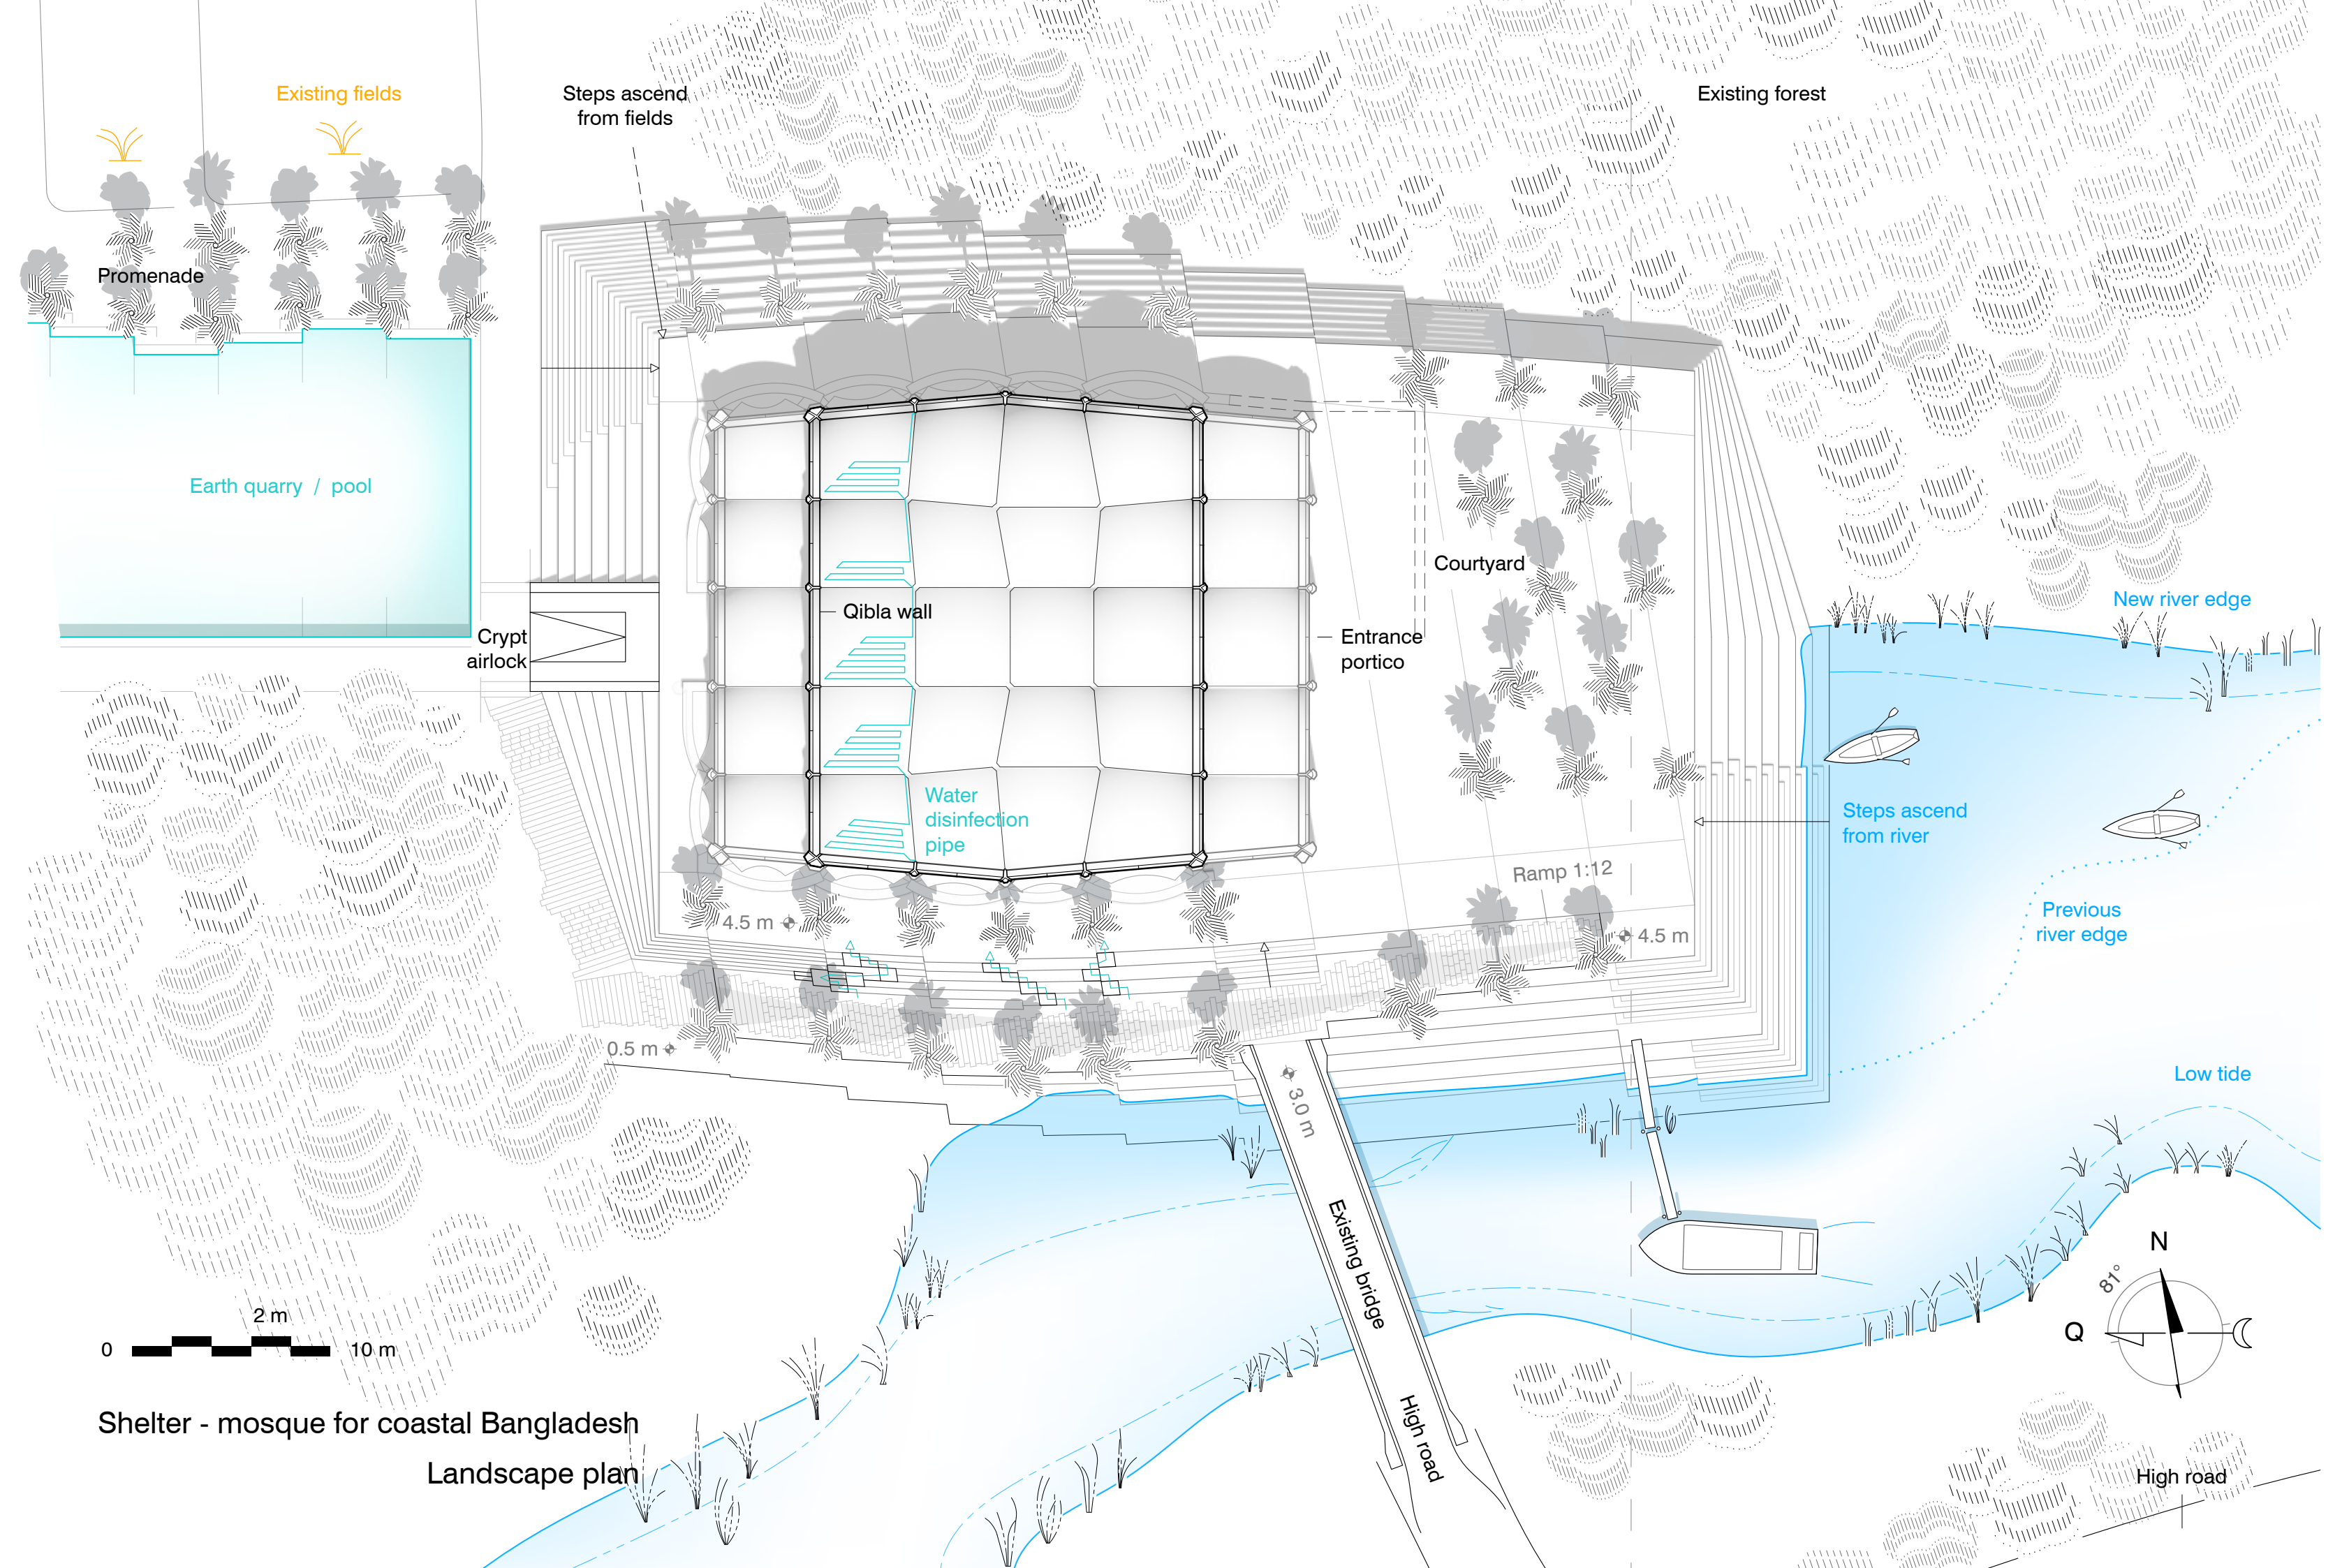 Existing fields
Steps ascend
from fields
Existing forest
Promenade
Earth quarry / pool
Courtyard
New river edge
Qibla wall
Crypt
airlock
Entrance
portico
Water
disinfection
pipe
Steps ascend
from river
Ramp 1:12
Previous
river edge
4.5 m
4.5 m
0.5 m
3.0 m
Low tide
Existing bridge
N
81°
Q
2 m
0
10 m
High road
Shelter - mosque for coastal Bangladesh
Landscape plan
High road